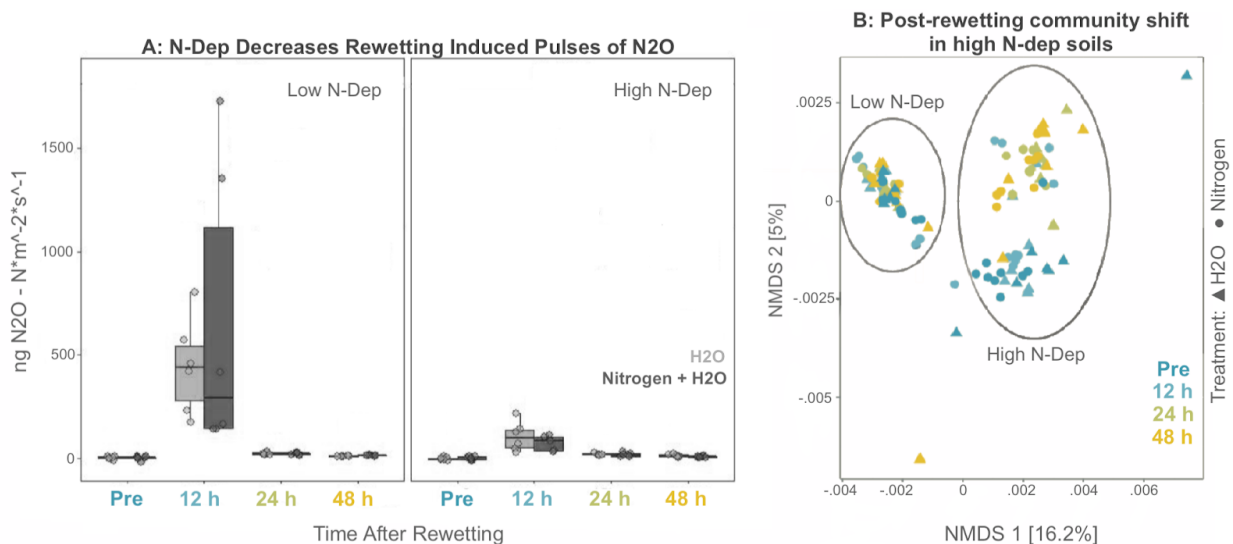 A: N-Dep Decreases Rewetting Induced Pulses of N2O
Low N-Dep
High N-Dep
ng N2O - N*m^-2*s^-1
1500
1000
500
0
H2O
Nitrogen + H2O
Pre 12 h 24 h 48 h
Pre 12 h 24 h 48 h
Time After Rewetting
B: Post-rewetting community shift
in high N-dep soils
Low N-Dep
High N-Dep
NMDS 2 [5%]
.0025
0
-.0025
-.005
Pre
12 h
24 h
48 h
-.004 -.002 0 .002 .004 .006
NMDS 1 [16.2%]
Treatment: ▲ H2O ● Nitrogen